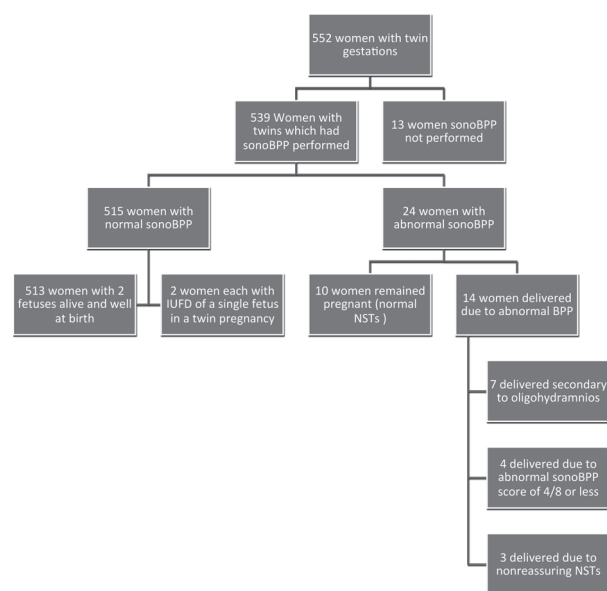 552 women with twin
gestations
539 Women with
twins which had
sonoBPP performed
13 women sonoBPP
not performed
515 women with
normal sonoBPP
24 women with
abnormal sonoBPP
513 women with 2
fetuses alive and well
at birth
2 women each with
IUFD of a single fetus
in a twin pregnancy
10 women remained
pregnant (normal
NSTs )
14 women delivered
due to abnormal BPP
7 delivered secondary
to oligohydramnios
4 delivered due to
abnormal sonoBPP
score of 4/8 or less
3 delivered due to
nonreassuring NSTs